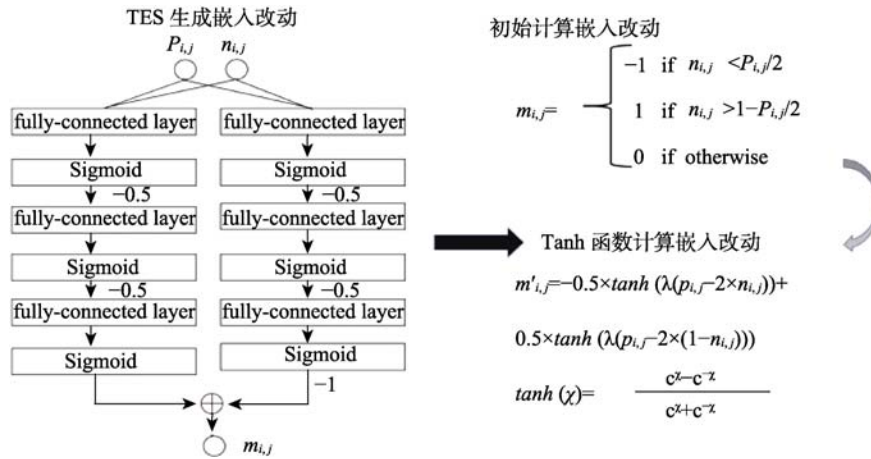 TES 生成嵌入改动
P_{i,j} n_{i,j}
fully-connected layer
Sigmoid
−0.5
fully-connected layer
Sigmoid
−0.5
fully-connected layer
Sigmoid
fully-connected layer
Sigmoid
−0.5
fully-connected layer
Sigmoid
−0.5
fully-connected layer
Sigmoid
−1
m_{i,j}
初始计算嵌入改动
−1 if n_{i,j} <P_{i,j}/2
m_{i,j}= 1 if n_{i,j} >1−P_{i,j}/2
0 if otherwise
Tanh 函数计算嵌入改动
m'_{i,j}=−0.5×tanh (λ(p_{i,j}−2×n_{i,j}))+
0.5×tanh (λ(p_{i,j}−2×(1−n_{i,j})))
tanh (χ)= c^χ−c^{−χ}
c^χ+c^{−χ}